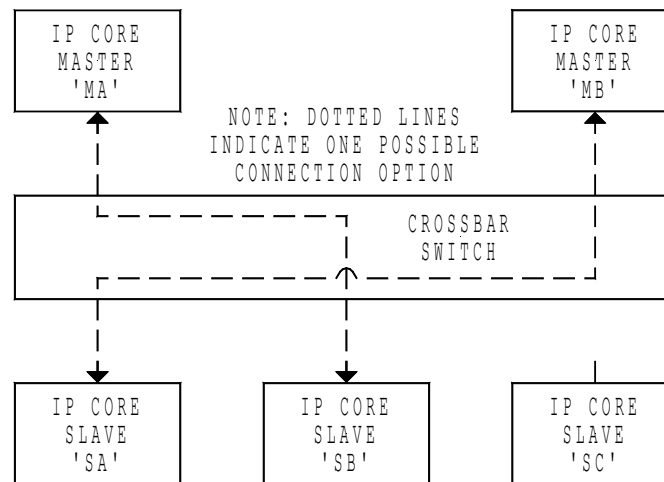 IP CORE
MASTER
'MA'
IP CORE
MASTER
'MB'
NOTE: DOTTED LINES
INDICATE ONE POSSIBLE
CONNECTION OPTION
CROSSBAR
SWITCH
IP CORE
SLAVE
'SA'
IP CORE
SLAVE
'SB'
IP CORE
SLAVE
'SC'